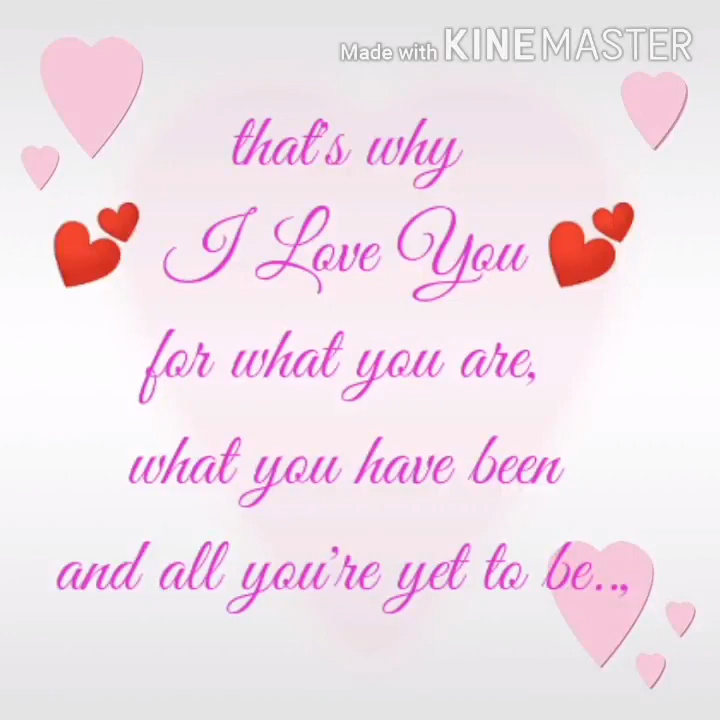 Made with KINEMASTER
that's why
I Love You
for what you are,
what you have been
and all you're yet to be..,